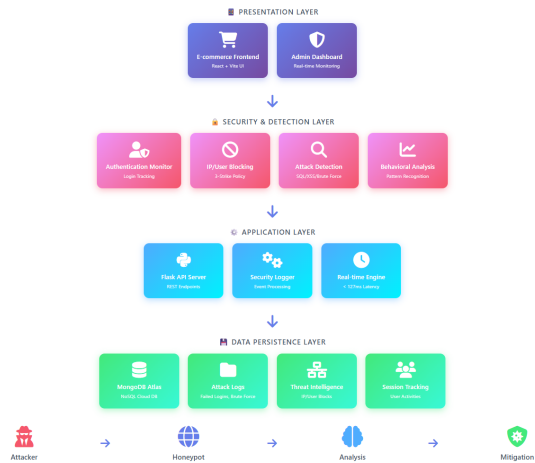 PRESENTATION LAYER
E-commerce Frontend
React + Vite UI
Admin Dashboard
Real-time Monitoring
SECURITY & DETECTION LAYER
Authentication Monitor
Login Tracking
IP/User Blocking
3-Strike Policy
Attack Detection
SQL/XSS/Brute Force
Behavioral Analysis
Pattern Recognition
APPLICATION LAYER
Flask API Server
REST Endpoints
Security Logger
Event Processing
Real-time Engine
Latency
DATA PERSISTENCE LAYER
MongoDB Atlas
NoSQL Cloud DB
Attack Logs
Failed Logins, Brute Force
Threat Intelligence
IP/User Blocks
Session Tracking
User Activities
Attacker
Honeypot
Analysis
Mitigation